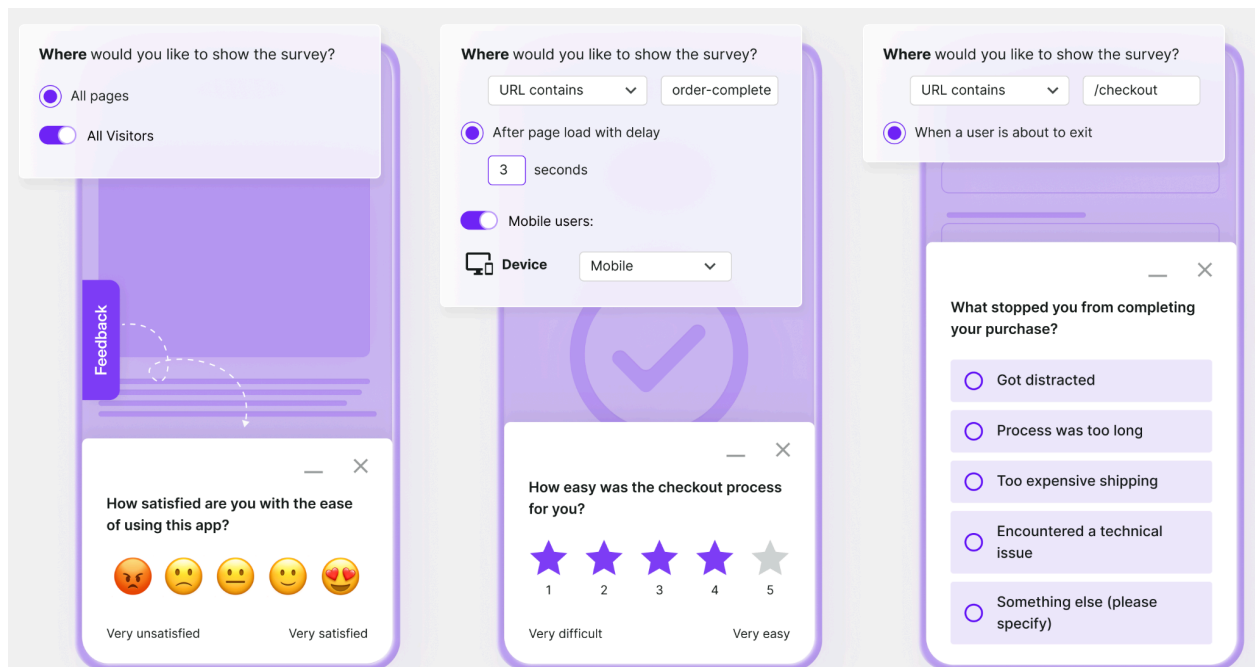 Where would you like to show the survey?
All pages
All Visitors
Feedback
How satisfied are you with the ease
of using this app?
Very unsatisfied
Very satisfied
Where would you like to show the survey?
URL contains
order-complete
After page load with delay
3
seconds
Mobile users:
Device
Mobile
How easy was the checkout process
for you?
1
2
3
4
5
Very difficult
Very easy
Where would you like to show the survey?
URL contains
/checkout
When a user is about to exit
What stopped you from completing
your purchase?
Got distracted
Process was too long
Too expensive shipping
Encountered a technical
issue
Something else (please
specify)